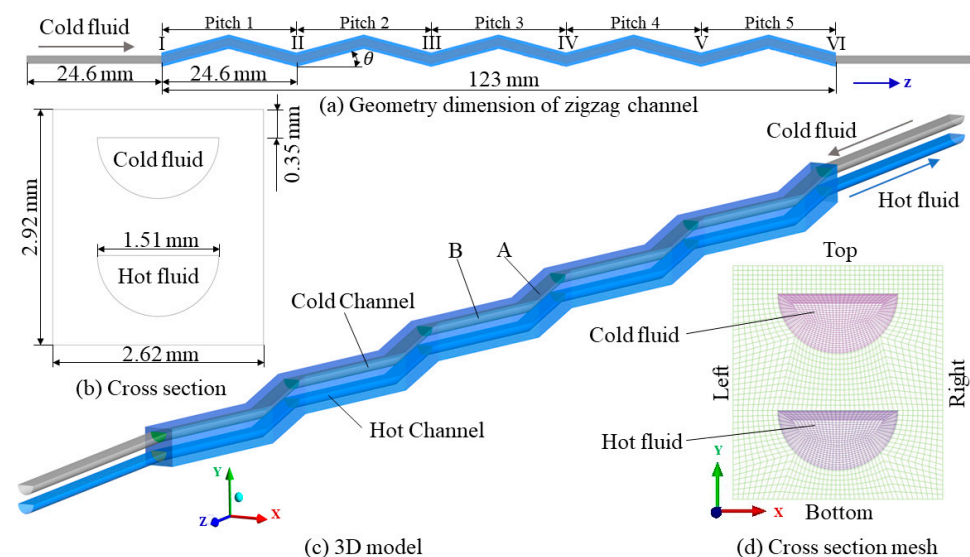 Cold fluid
Pitch 1
Pitch 2
Pitch 3
Pitch 4
Pitch 5
I
II
III
IV
V
VI
θ
24.6 mm
24.6 mm
123 mm
z
(a) Geometry dimension of zigzag channel
Cold fluid
0.35 mm
2.92 mm
1.51 mm
Hot fluid
2.62 mm
(b) Cross section
Cold fluid
Hot fluid
B
A
Cold Channel
Hot Channel
Y
Z
X
(c) 3D model
Top
Cold fluid
Left
Right
Hot fluid
Y
X
Bottom
(d) Cross section mesh